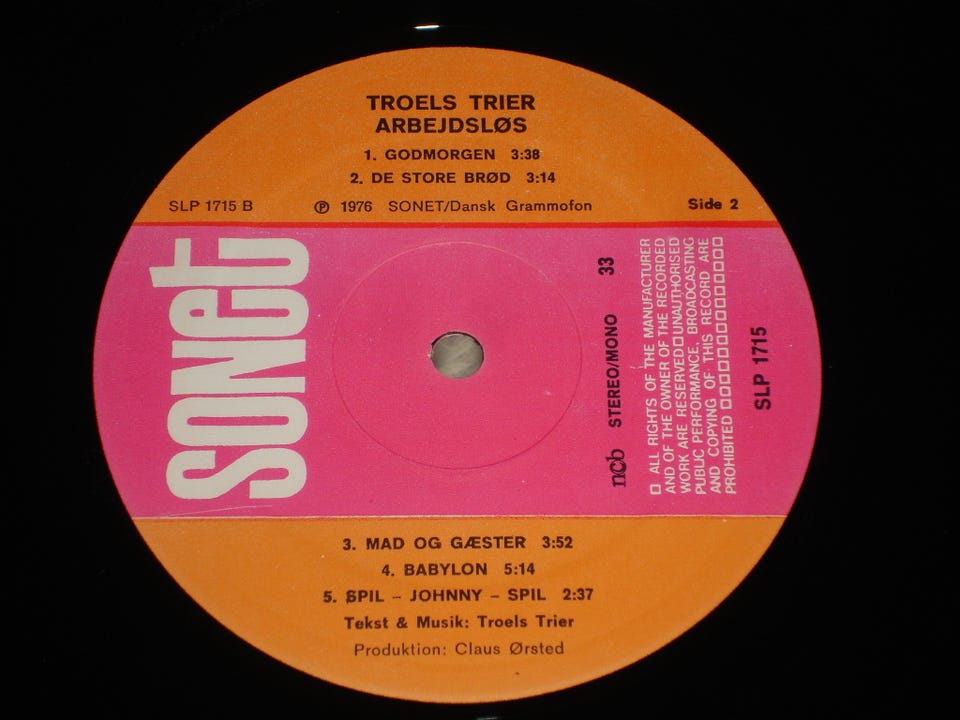 TROELS TRIER
ARBEJDSLØS
1. GODMORGEN 3:38
2. DE STORE BRØD 3:14
SLP 1715 B ℗ 1976 SONET/Dansk Grammofon Side 2
sonet
ncb STEREO/MONO 33
□ ALL RIGHTS OF THE MANUFACTURER
AND OF THE OWNER OF THE RECORDED
WORK ARE RESERVED□UNAUTHORISED
PUBLIC PERFORMANCE, BROADCASTING
AND COPYING OF THIS RECORD ARE
PROHIBITED □□□□□□□□□□□□
SLP 1715
3. MAD OG GÆSTER 3:52
4. BABYLON 5:14
5. SPIL – JOHNNY – SPIL 2:37
Tekst & Musik: Troels Trier
Produktion: Claus Ørsted